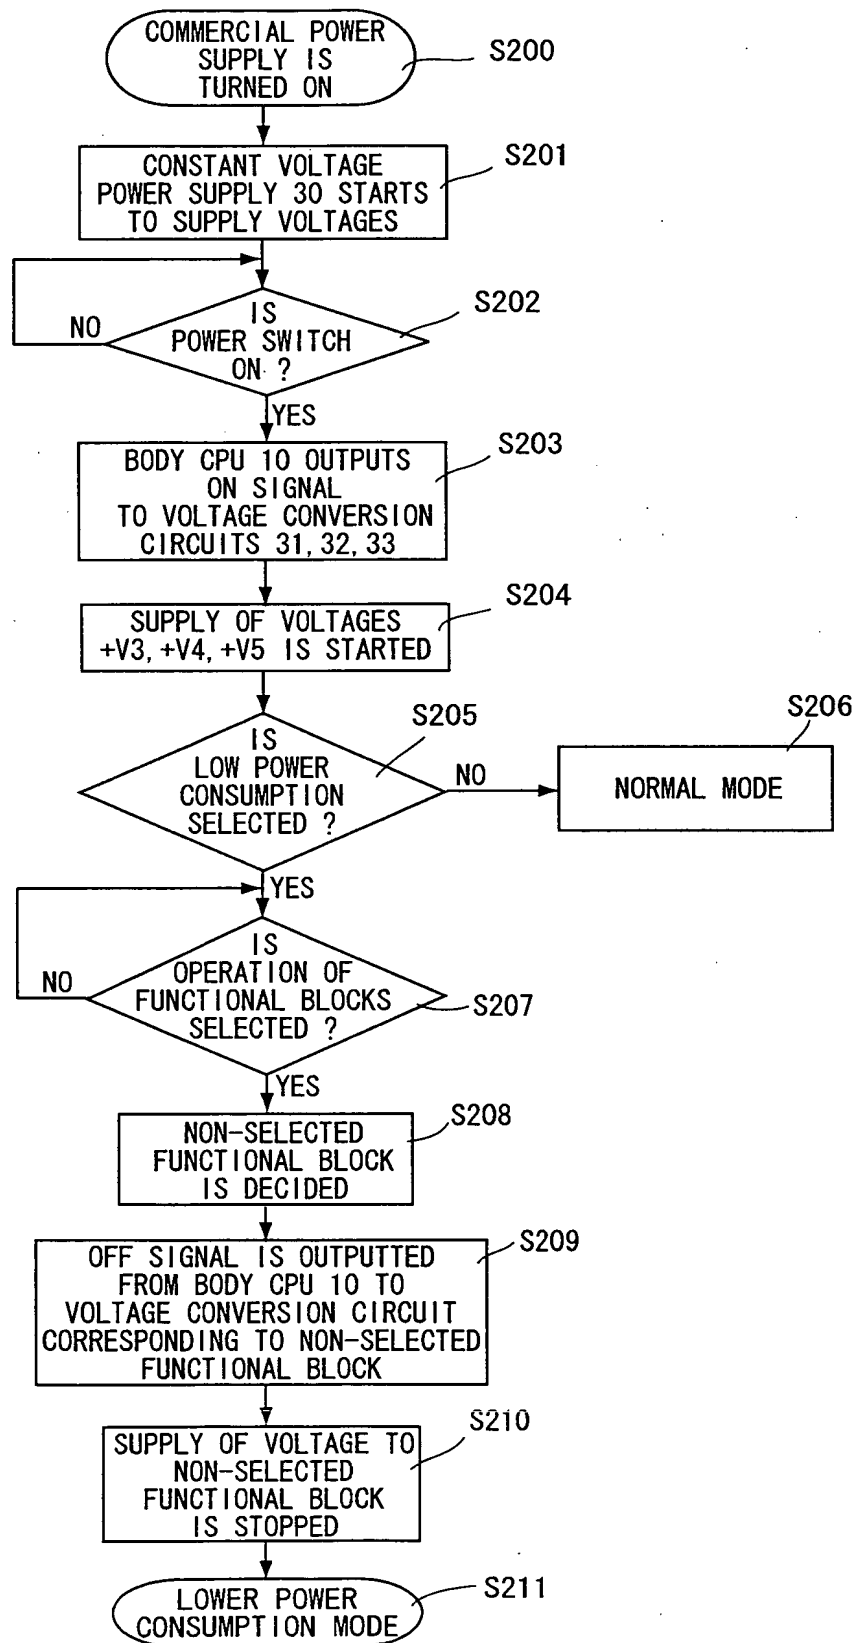 COMMERCIAL POWER
SUPPLY IS
TURNED ON
S200
CONSTANT VOLTAGE
POWER SUPPLY 30 STARTS
TO SUPPLY VOLTAGES
S201
IS
POWER SWITCH
ON ?
S202
NO
YES
BODY CPU 10 OUTPUTS
ON SIGNAL
TO VOLTAGE CONVERSION
CIRCUITS 31, 32, 33
S203
SUPPLY OF VOLTAGES
+V3, +V4, +V5 IS STARTED
S204
IS
LOW POWER
CONSUMPTION
SELECTED ?
S205
NO
NORMAL MODE
S206
YES
IS
OPERATION OF
FUNCTIONAL BLOCKS
SELECTED ?
S207
NO
YES
NON-SELECTED
FUNCTIONAL BLOCK
IS DECIDED
S208
OFF SIGNAL IS OUTPUTTED
FROM BODY CPU 10 TO
VOLTAGE CONVERSION CIRCUIT
CORRESPONDING TO NON-SELECTED
FUNCTIONAL BLOCK
S209
SUPPLY OF VOLTAGE TO
NON-SELECTED
FUNCTIONAL BLOCK
IS STOPPED
S210
LOWER POWER
CONSUMPTION MODE
S211